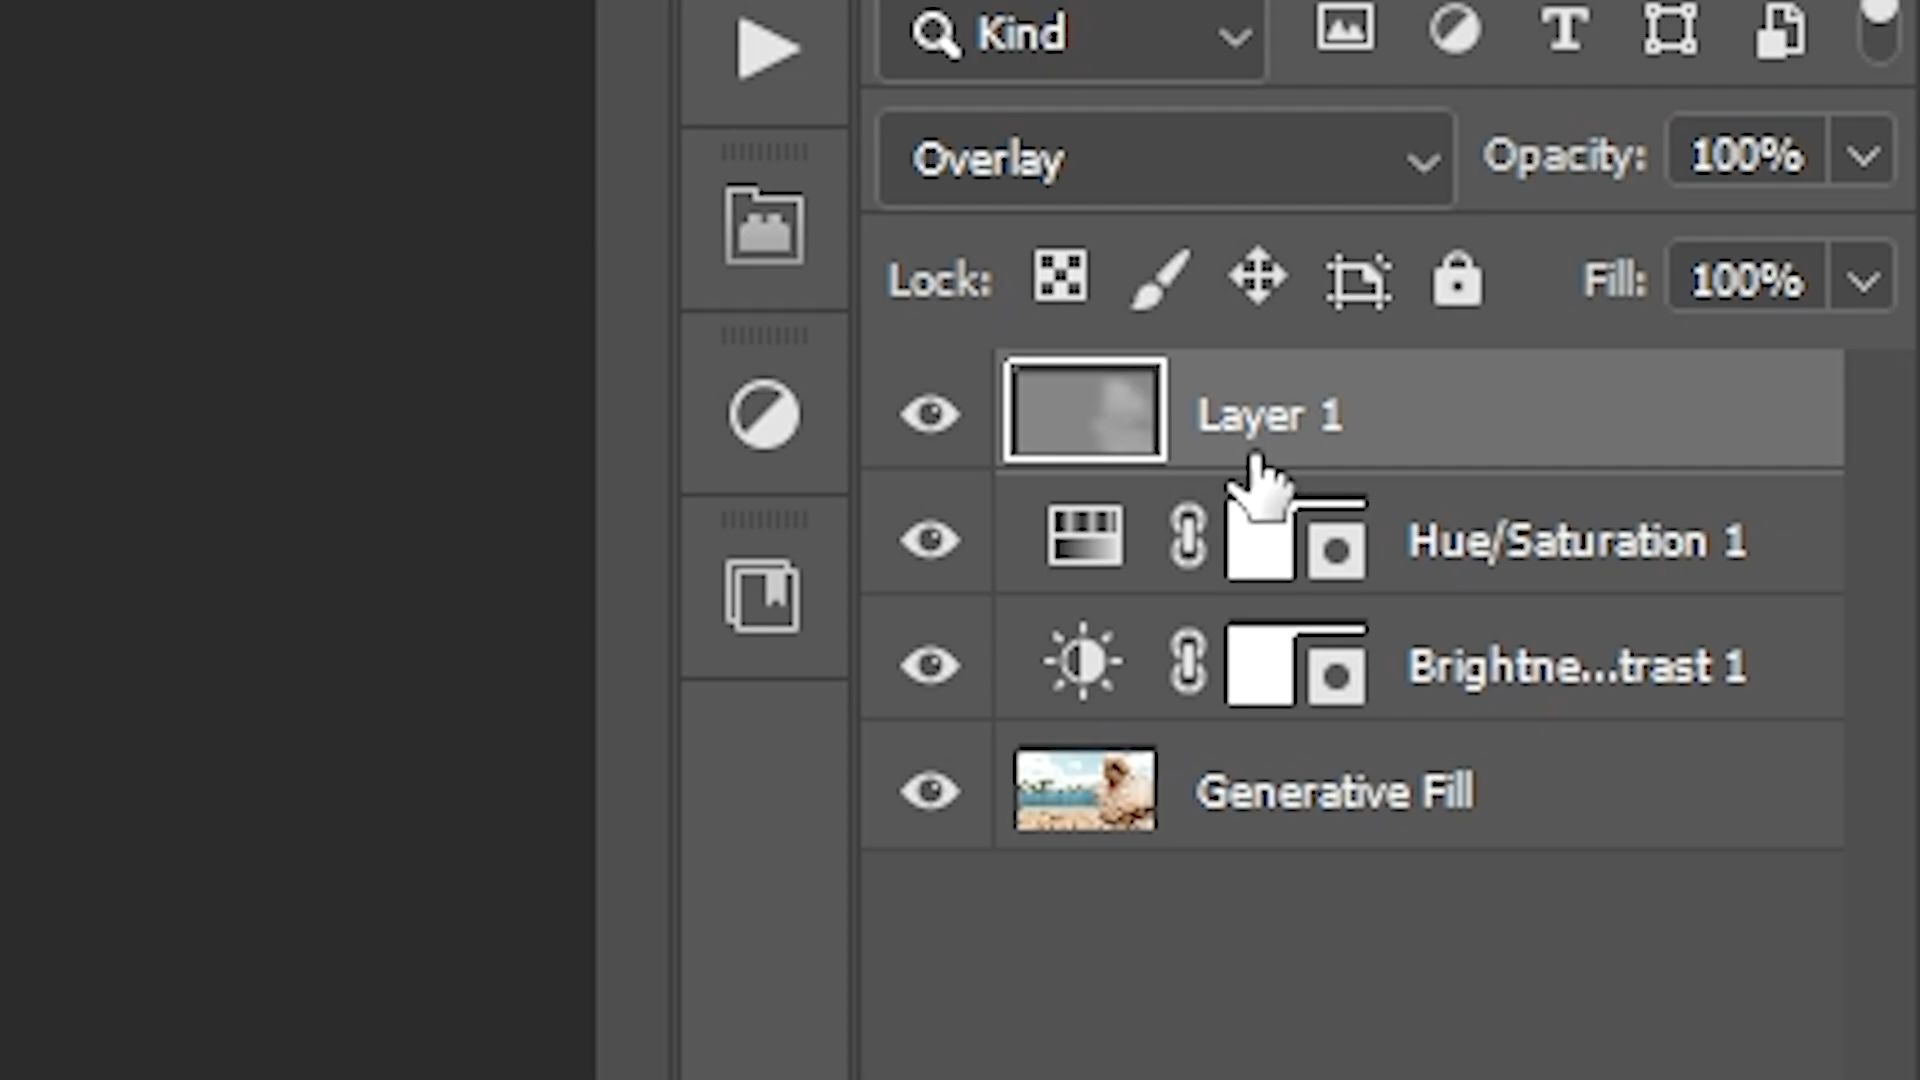 Kind
Overlay
Opacity: 100%
Lock:
Fill: 100%
Layer 1
Hue/Saturation 1
Brightne...trast 1
Generative Fill